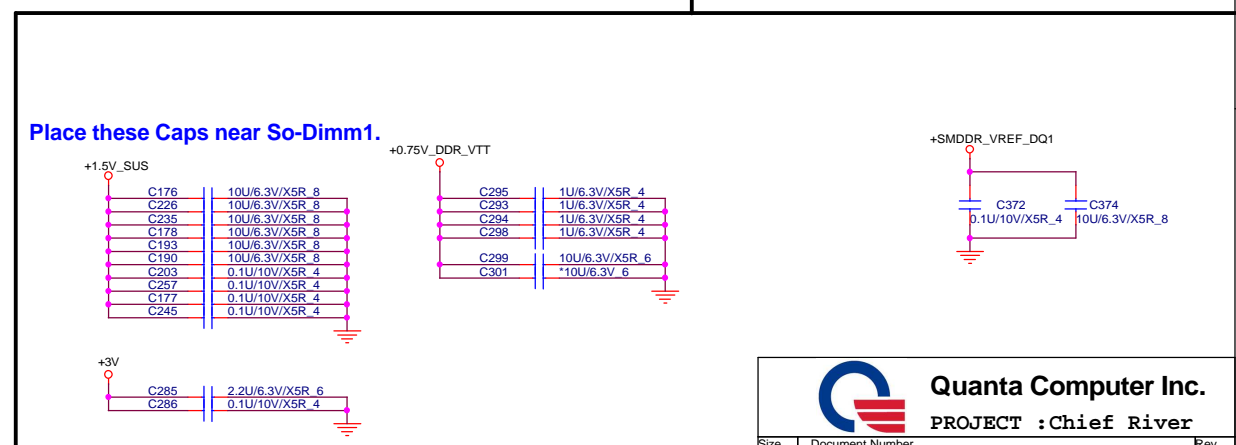 Place these Caps near So-Dimm1.
+1.5V_SUS
C176 10U/6.3V/X5R_8
C226 10U/6.3V/X5R_8
C235 10U/6.3V/X5R_8
C178 10U/6.3V/X5R_8
C193 10U/6.3V/X5R_8
C190 10U/6.3V/X5R_8
C203 0.1U/10V/X5R_4
C257 0.1U/10V/X5R_4
C177 0.1U/10V/X5R_4
C245 0.1U/10V/X5R_4
+0.75V_DDR_VTT
C295 1U/6.3V/X5R_4
C293 1U/6.3V/X5R_4
C294 1U/6.3V/X5R_4
C298 1U/6.3V/X5R_4
C299 10U/6.3V/X5R_6
C301 *10U/6.3V_6
+SMDDR_VREF_DQ1
C372 C374
0.1U/10V/X5R_4 10U/6.3V/X5R_8
+3V
C285 2.2U/6.3V/X5R_6
C286 0.1U/10V/X5R_4
Quanta Computer Inc.
PROJECT :Chief River
Size Document Number Rev